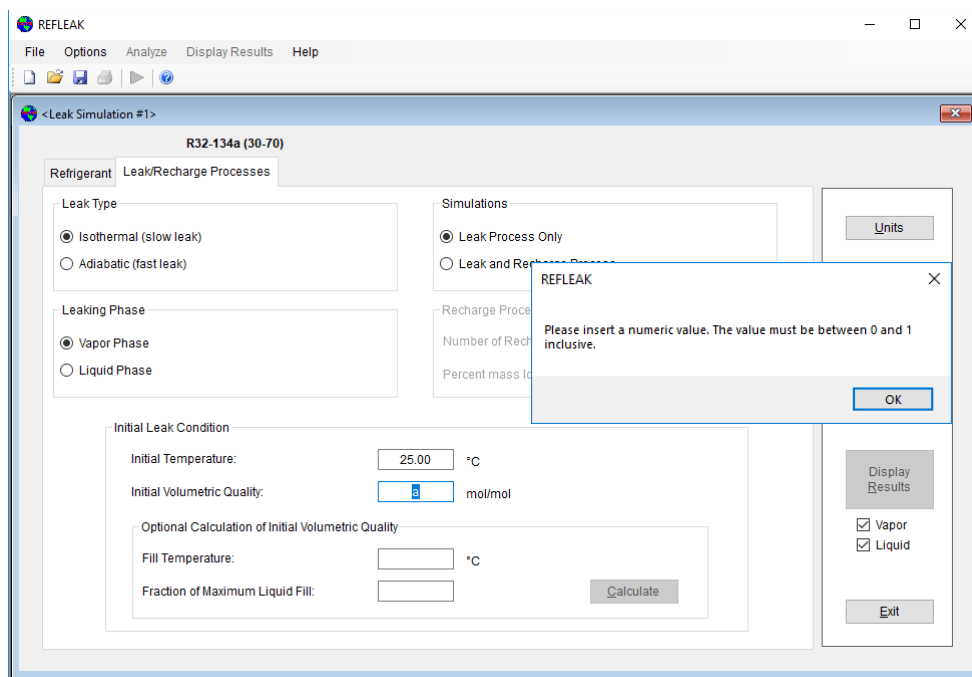 REFLEAK
File Options Analyze Display Results Help
<Leak Simulation #1>
R32-134a (30-70)
Refrigerant Leak/Recharge Processes
Leak Type
Isothermal (slow leak)
Adiabatic (fast leak)
Simulations
Leak Process Only
Leak and Recharge Process
Units
REFLEAK
Please insert a numeric value. The value must be between 0 and 1
inclusive.
OK
Leaking Phase
Vapor Phase
Liquid Phase
Recharge Proce
Number of Rech
Percent mass lo
Initial Leak Condition
Initial Temperature: 25.00 °C
Initial Volumetric Quality: a mol/mol
Optional Calculation of Initial Volumetric Quality
Fill Temperature: °C
Fraction of Maximum Liquid Fill: Calculate
Display
Results
Vapor
Liquid
Exit